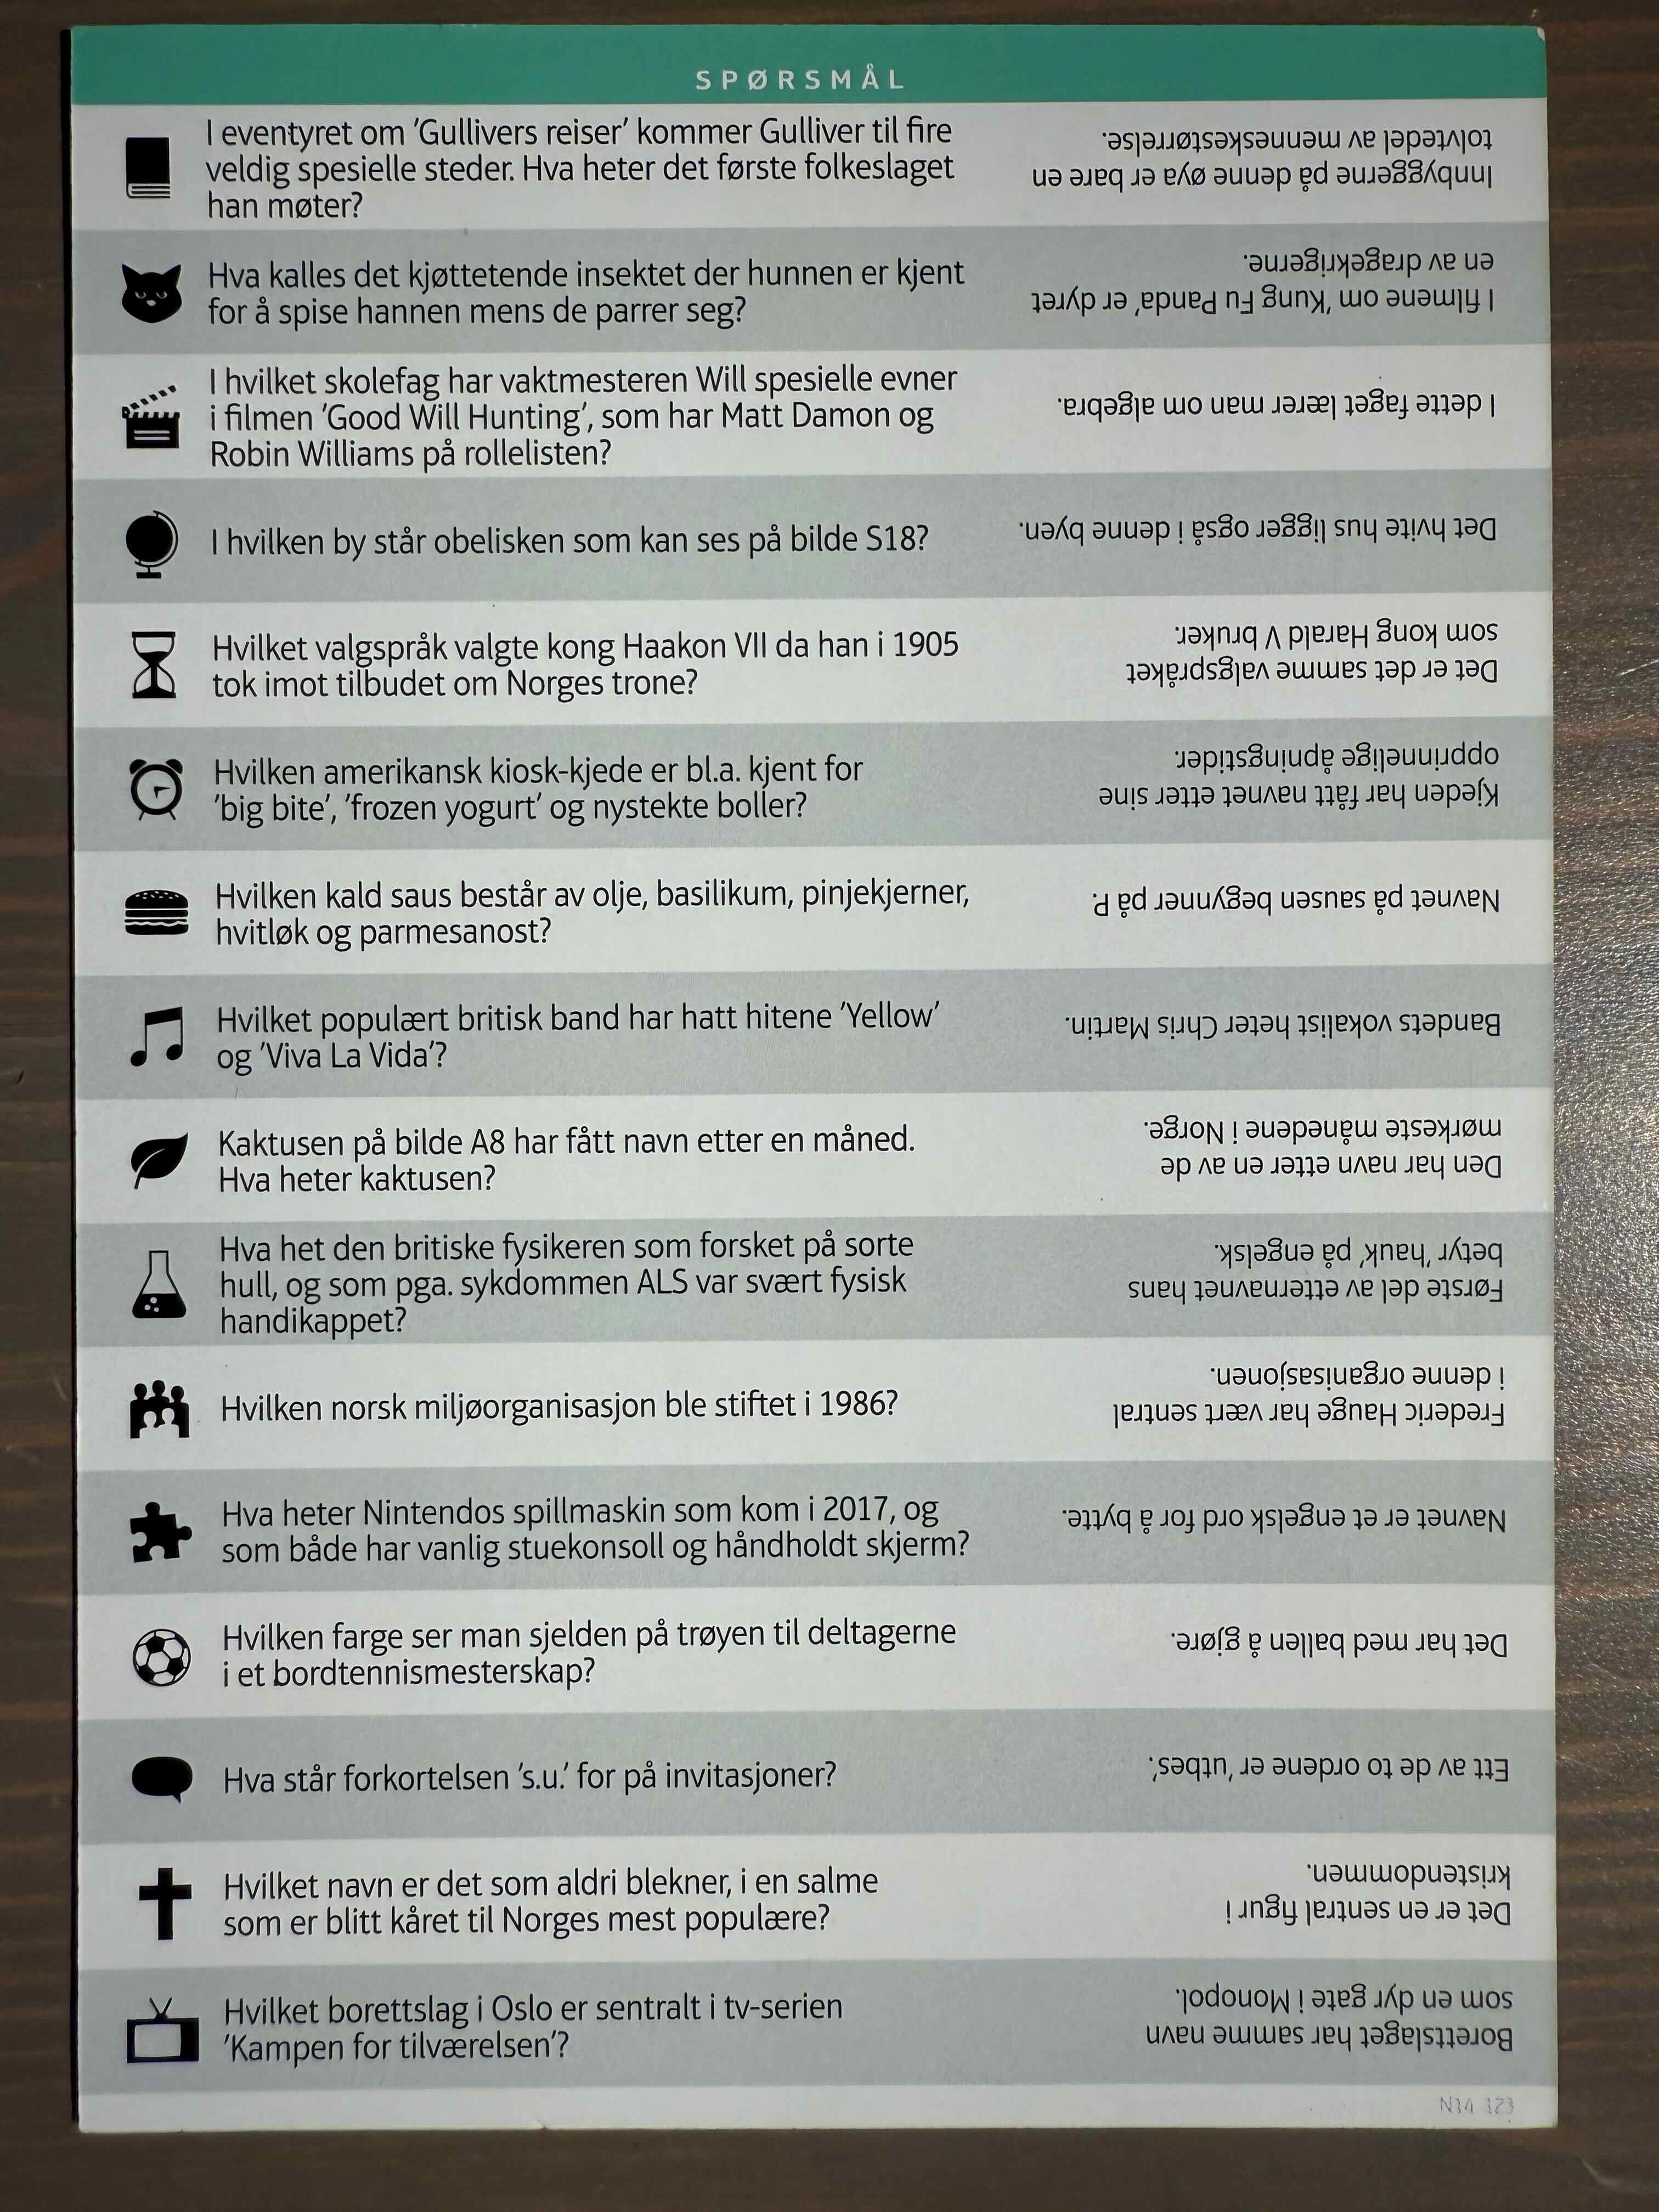 SPØRSMÅL
I eventyret om 'Gullivers reiser' kommer Gulliver til fire
veldig spesielle steder. Hva heter det første folkeslaget
han møter?
Innbyggerne på denne øya er bare en
tolvtedel av menneskestørrelse.
Hva kalles det kjøttetende insektet der hunnen er kjent
for å spise hannen mens de parrer seg?
I filmene om 'Kung Fu Panda', er dyret
en av dragekrigerne.
I hvilket skolefag har vaktmesteren Will spesielle evner
i filmen 'Good Will Hunting', som har Matt Damon og
Robin Williams på rollelisten?
I dette faget lærer man om algebra.
I hvilken by står obelisken som kan ses på bilde S18?
Det hvite hus ligger også i denne byen.
Hvilket valgspråk valgte kong Haakon VII da han i 1905
tok imot tilbudet om Norges trone?
Det er det samme valgspråket
som kong Harald V bruker.
Hvilken amerikansk kiosk-kjede er bl.a. kjent for
'big bite', 'frozen yogurt' og nystekte boller?
Kjeden har fått navnet etter sine
opprinnelige åpningstider.
Hvilken kald saus består av olje, basilikum, pinjekjerner,
hvitløk og parmesanost?
Navnet på sausen begynner på P.
Hvilket populært britisk band har hatt hitene 'Yellow'
og 'Viva La Vida'?
Bandets vokalist heter Chris Martin.
Kaktusen på bilde A8 har fått navn etter en måned.
Hva heter kaktusen?
Den har navn etter en av de
mørkeste månedene i Norge.
Hva het den britiske fysikeren som forsket på sorte
hull, og som pga. sykdommen ALS var svært fysisk
handikappet?
Første del av etternavnet hans
betyr 'hauk', på engelsk.
Hvilken norsk miljøorganisasjon ble stiftet i 1986?
Frederic Hauge har vært sentral
i denne organisasjonen.
Hva heter Nintendos spillmaskin som kom i 2017, og
som både har vanlig stuekonsoll og håndholdt skjerm?
Navnet er et engelsk ord for å bytte.
Hvilken farge ser man sjelden på trøyen til deltagerne
i et bordtennismesterskap?
Det har med ballen å gjøre.
Hva står forkortelsen 's.u.' for på invitasjoner?
Ett av de to ordene er 'utbes'.
Hvilket navn er det som aldri blekner, i en salme
som er blitt kåret til Norges mest populære?
Det er en sentral figur i
kristendommen.
Hvilket borettslag i Oslo er sentralt i tv-serien
'Kampen for tilværelsen'?
Borettslaget har samme navn
som en dyr gate i Monopol.
N14 123